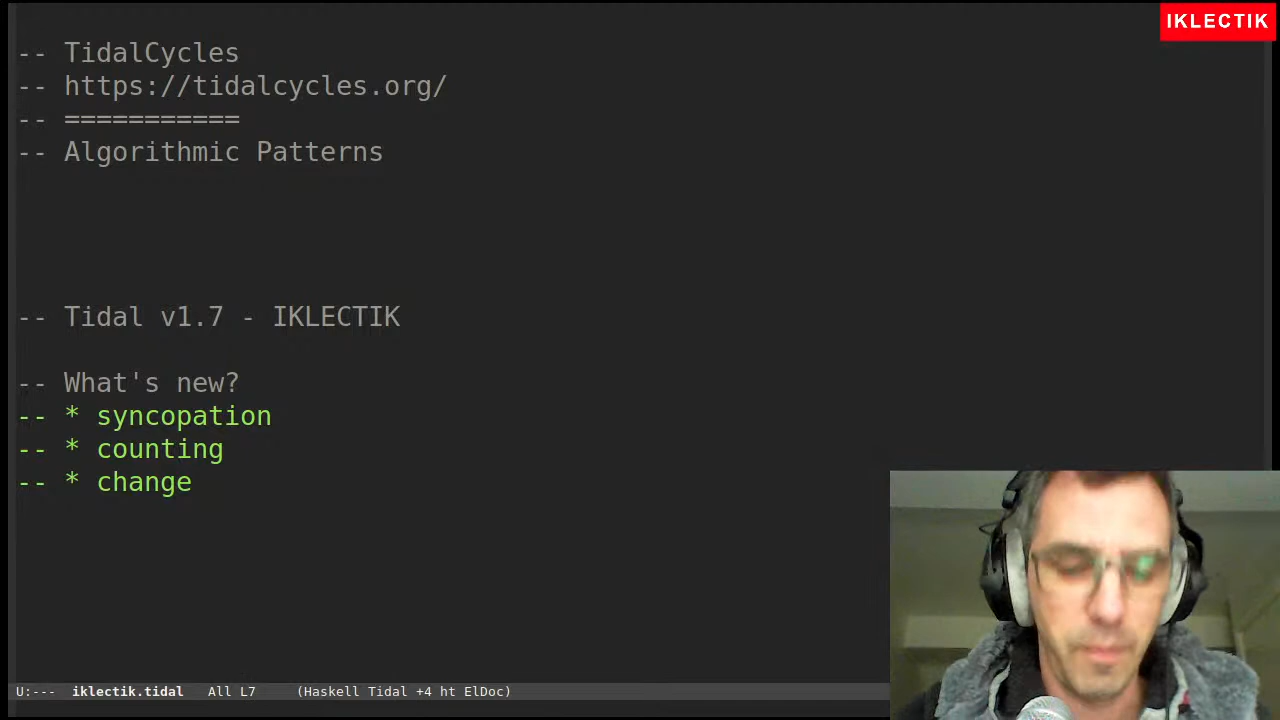 IKLECTIK
-- TidalCycles
-- https://tidalcycles.org/
-- ===========
-- Algorithmic Patterns
-- Tidal v1.7 - IKLECTIK
-- What's new?
-- * syncopation
-- * counting
-- * change
U:--- iklectik.tidal All L7 (Haskell Tidal +4 ht ElDoc)